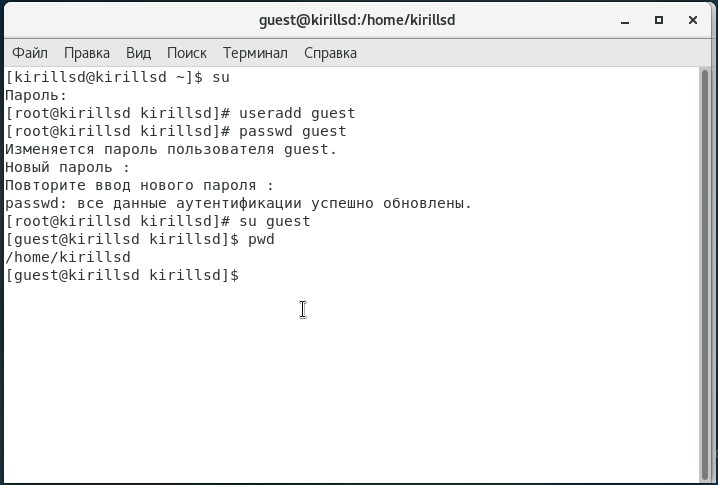 guest@kirillsd:/home/kirillsd
Файл Правка Вид Поиск Терминал Справка
[kirillsd@kirillsd ~]$ su
Пароль:
[root@kirillsd kirillsd]# useradd guest
[root@kirillsd kirillsd]# passwd guest
Изменяется пароль пользователя guest.
Новый пароль :
Повторите ввод нового пароля :
passwd: все данные аутентификации успешно обновлены.
[root@kirillsd kirillsd]# su guest
[guest@kirillsd kirillsd]$ pwd
/home/kirillsd
[guest@kirillsd kirillsd]$